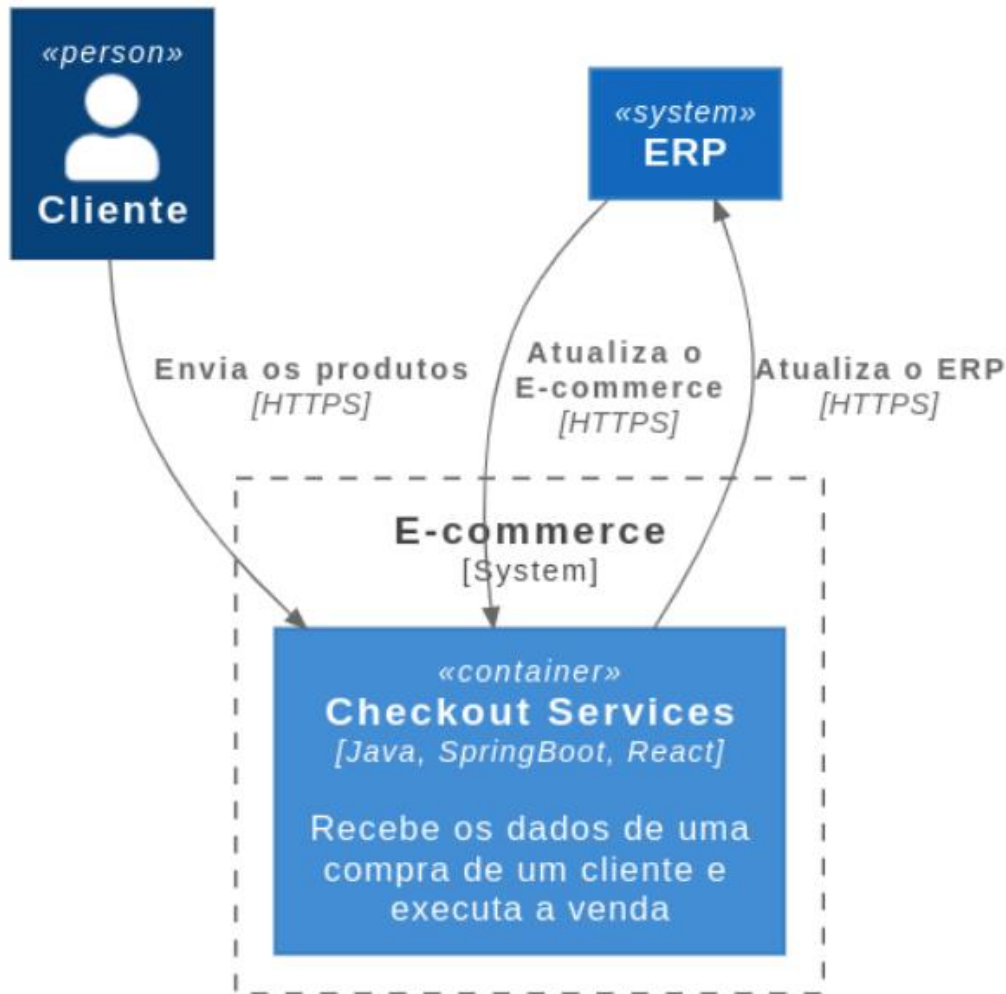 «person»
Cliente
«system»
ERP
Envia os produtos
[HTTPS]
Atualiza o
E-commerce
[HTTPS]
Atualiza o ERP
[HTTPS]
E-commerce
[System]
«container»
Checkout Services
[Java, SpringBoot, React]
Recebe os dados de uma
compra de um cliente e
executa a venda